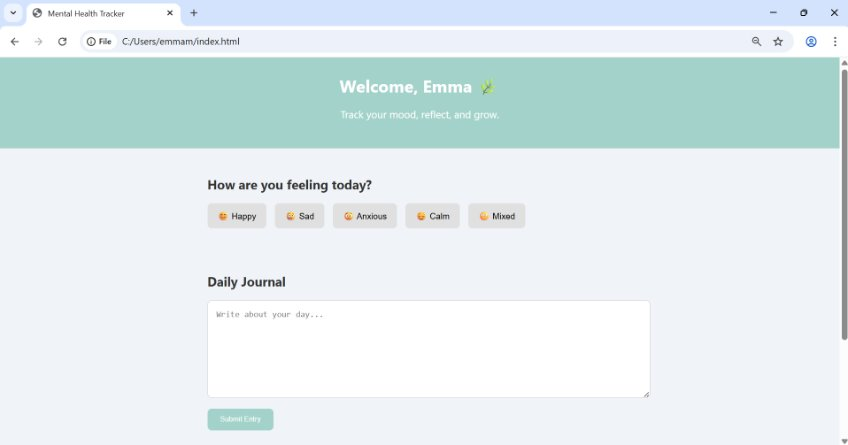 Mental Health Tracker
File C:/Users/emmam/index.html
Welcome, Emma 🌿
Track your mood, reflect, and grow.
How are you feeling today?
Happy Sad Anxious Calm Mixed
Daily Journal
Write about your day...
Submit Entry